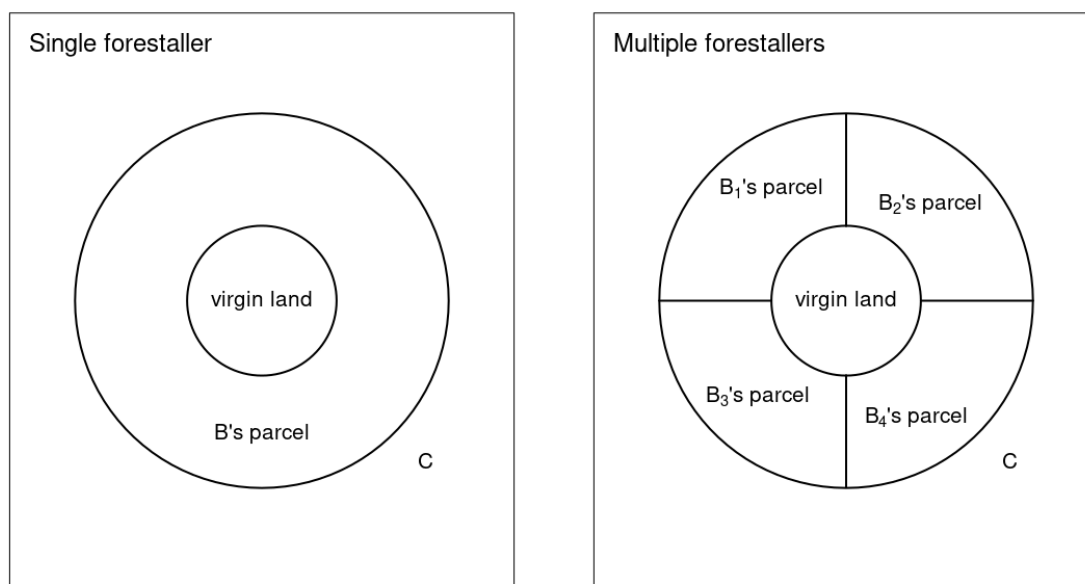 Single forestaller
virgin land
B's parcel
C
Multiple forestallers
B₁'s parcel
B₂'s parcel
virgin land
B₃'s parcel
B₄'s parcel
C